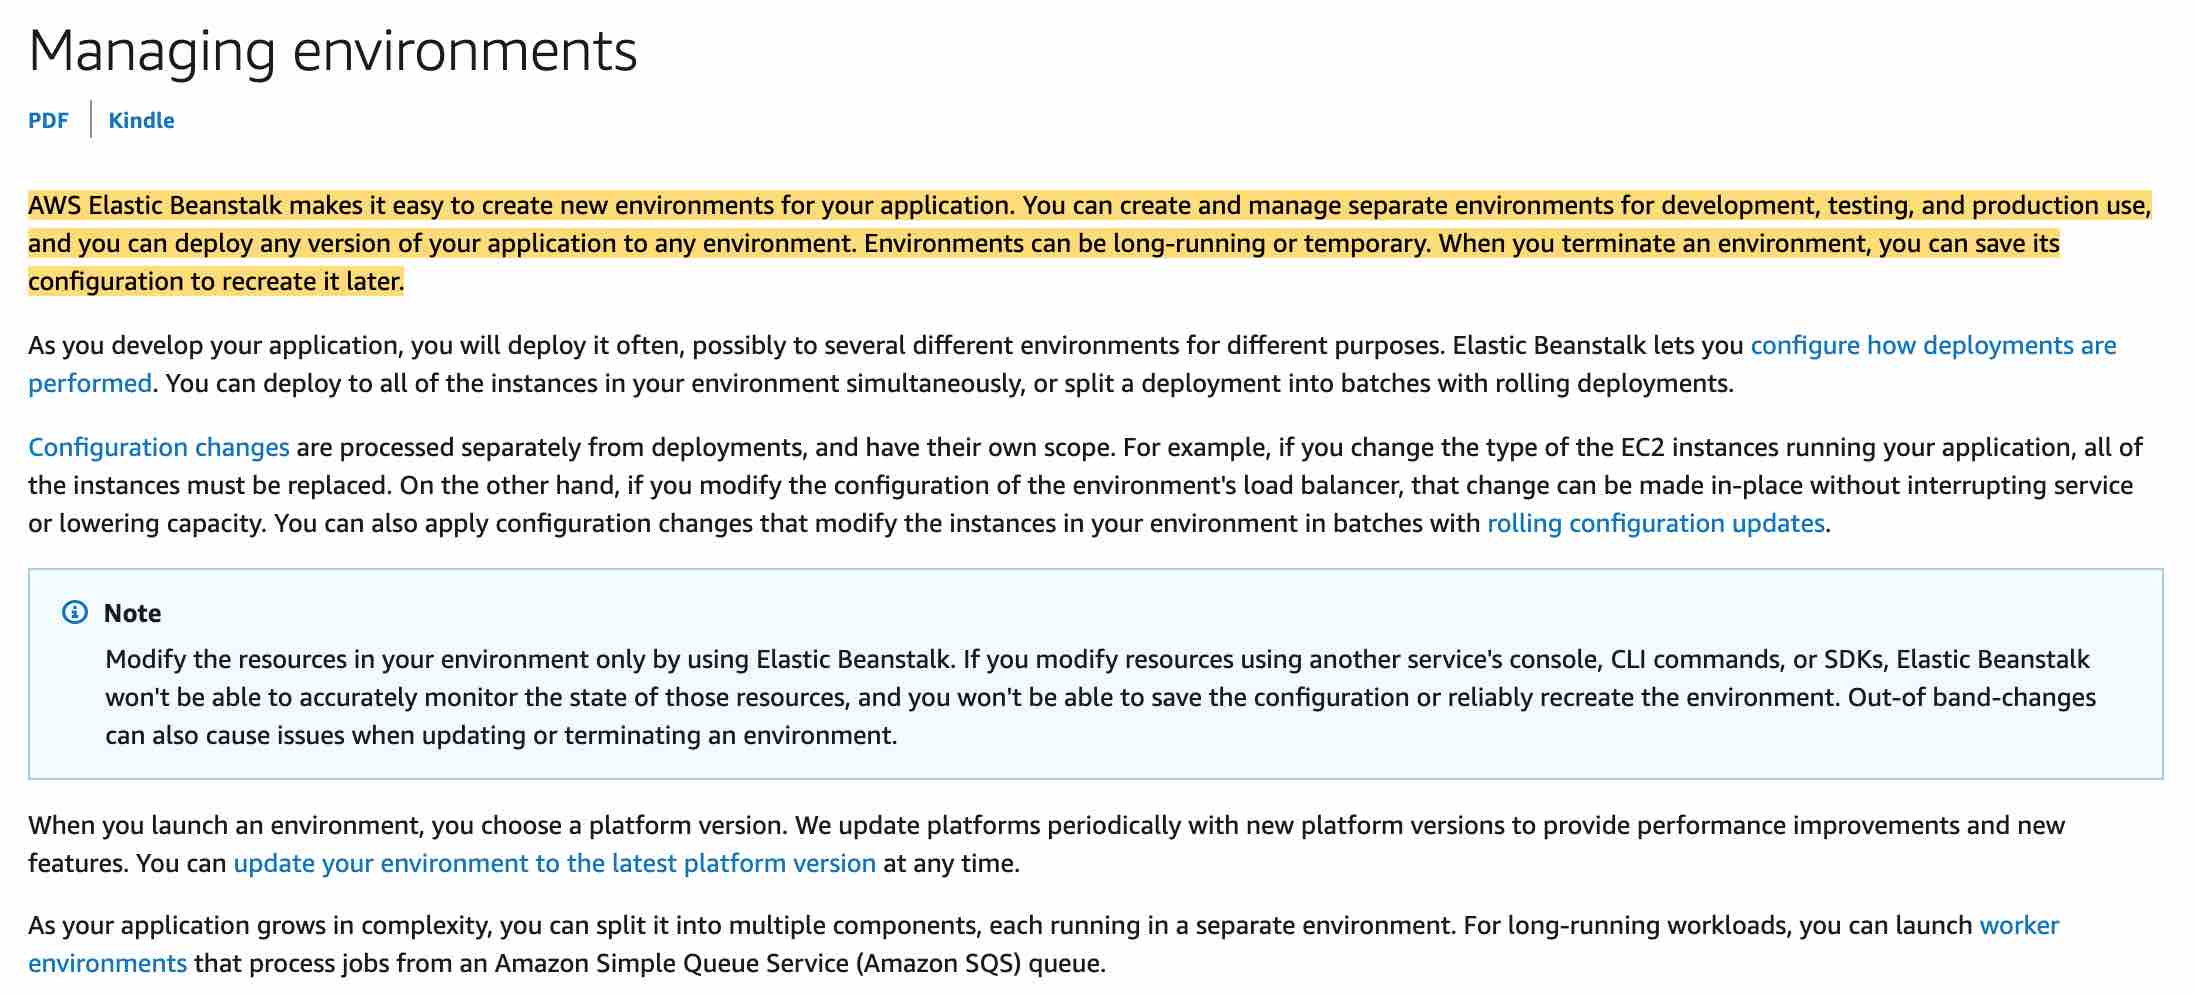 Managing environments
PDF
Kindle
AWS Elastic Beanstalk makes it easy to create new environments for your application. You can create and manage separate environments for development, testing, and production use,
and you can deploy any version of your application to any environment. Environments can be long-running or temporary. When you terminate an environment, you can save its
configuration to recreate it later.
As you develop your application, you will deploy it often, possibly to several different environments for different purposes. Elastic Beanstalk lets you configure how deployments are
performed. You can deploy to all of the instances in your environment simultaneously, or split a deployment into batches with rolling deployments.
Configuration changes are processed separately from deployments, and have their own scope. For example, if you change the type of the EC2 instances running your application, all of
the instances must be replaced. On the other hand, if you modify the configuration of the environment's load balancer, that change can be made in-place without interrupting service
or lowering capacity. You can also apply configuration changes that modify the instances in your environment in batches with rolling configuration updates.
Note
Modify the resources in your environment only by using Elastic Beanstalk. If you modify resources using another service's console, CLI commands, or SDKs, Elastic Beanstalk
won't be able to accurately monitor the state of those resources, and you won't be able to save the configuration or reliably recreate the environment. Out-of band-changes
can also cause issues when updating or terminating an environment.
When you launch an environment, you choose a platform version. We update platforms periodically with new platform versions to provide performance improvements and new
features. You can update your environment to the latest platform version at any time.
As your application grows in complexity, you can split it into multiple components, each running in a separate environment. For long-running workloads, you can launch worker
environments that process jobs from an Amazon Simple Queue Service (Amazon SQS) queue.